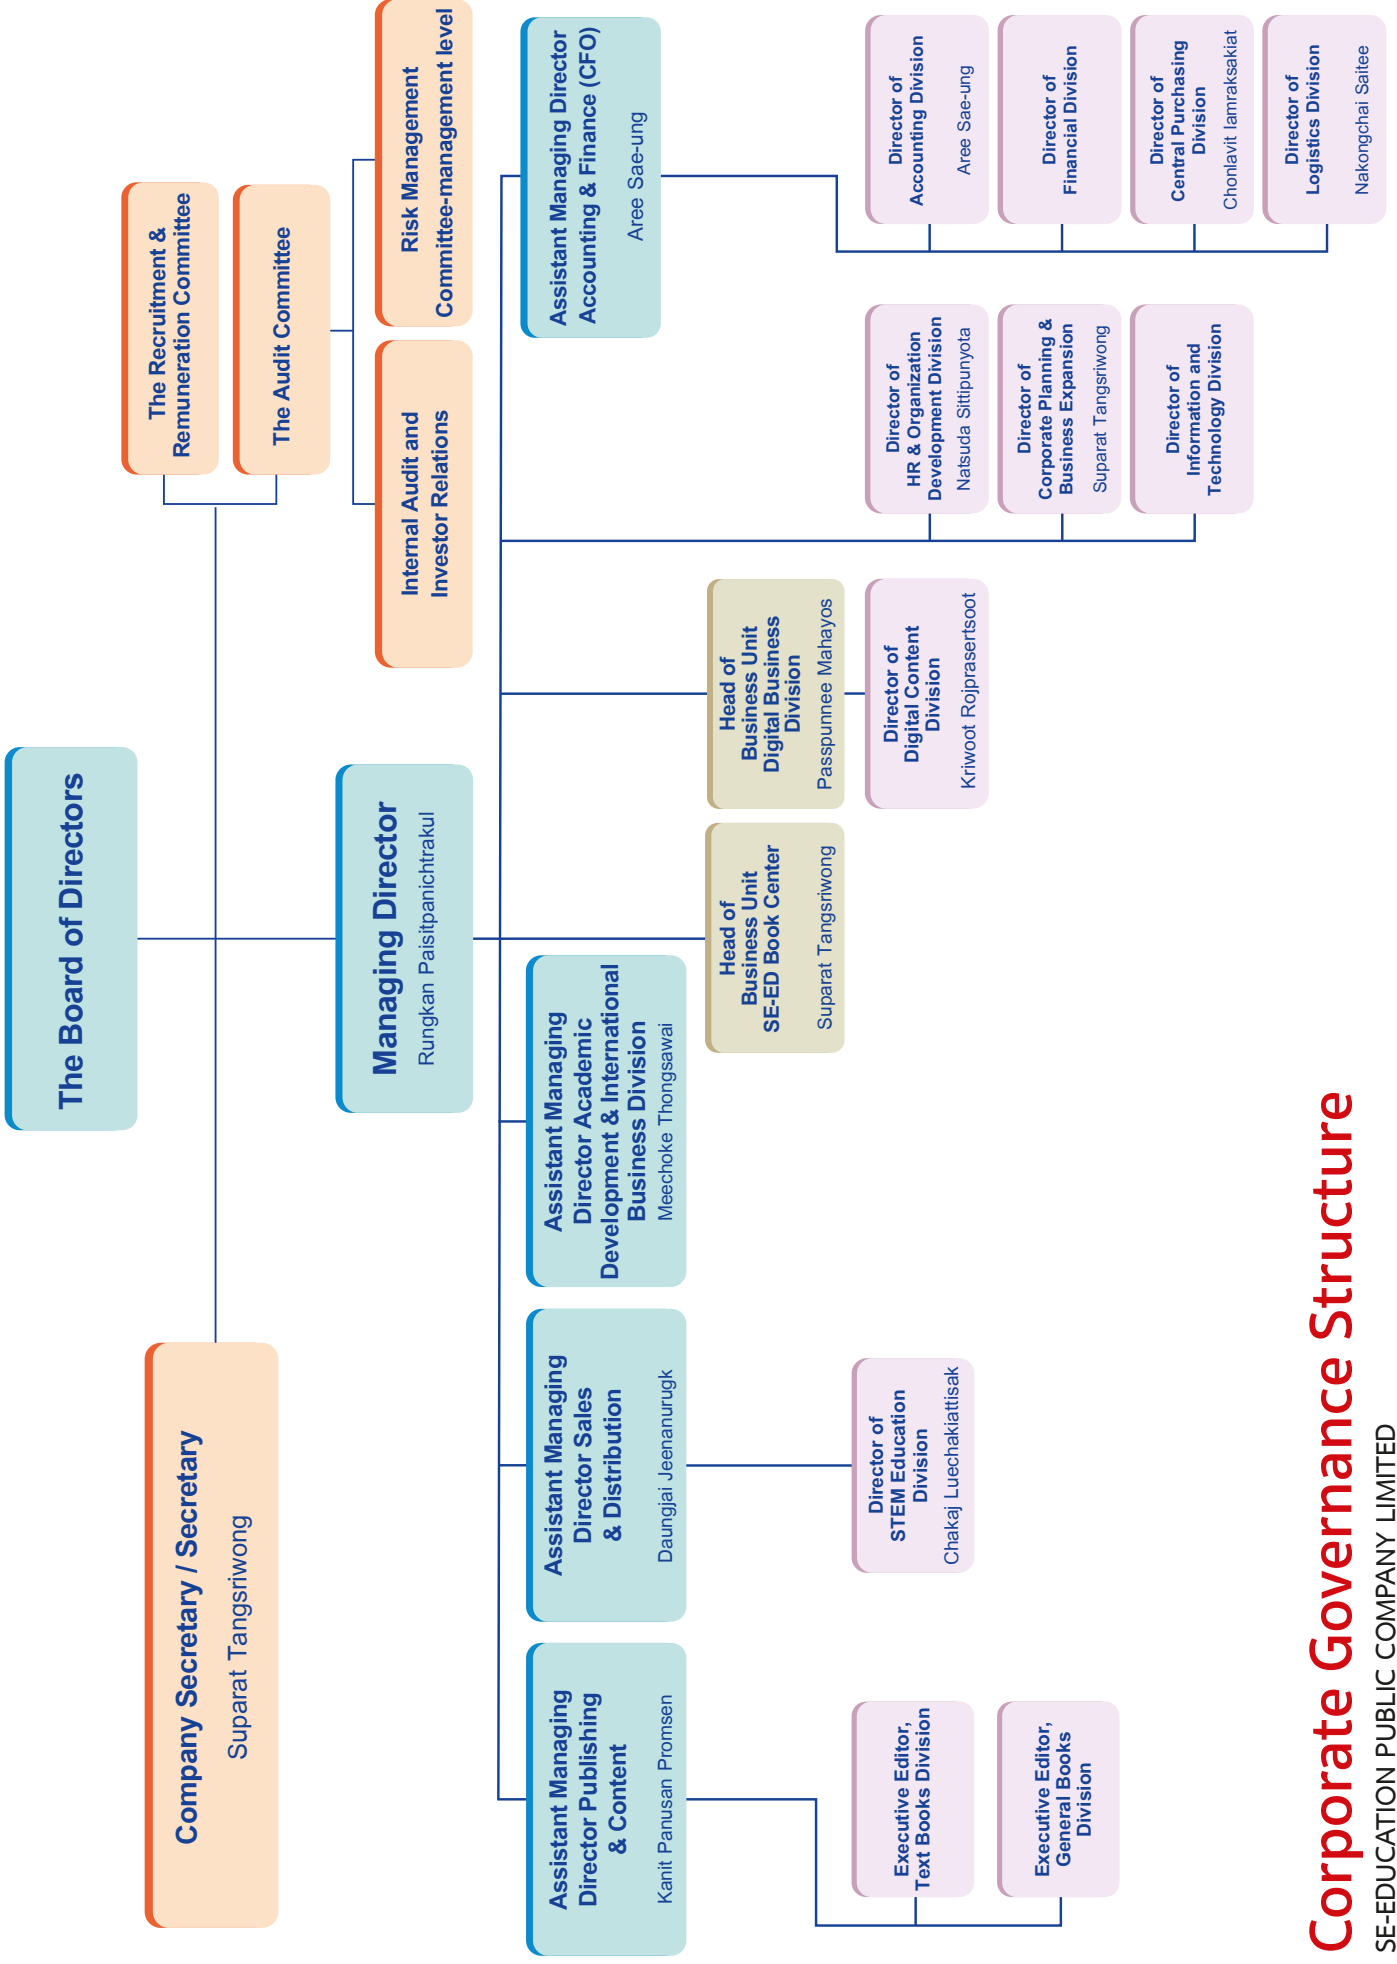 The Board of Directors
Company Secretary / Secretary
Suparat Tangsriwong
The Recruitment &
Remuneration Committee
The Audit Committee
Managing Director
Rungkan Paisitpanichtrakul
Internal Audit and
Investor Relations
Risk Management
Committee-management level
Assistant Managing
Director Publishing
& Content
Kanit Panusan Promsen
Assistant Managing
Director Sales
& Distribution
Daungjai Jeenanurugk
Assistant Managing
Director Academic
Development & International
Business Division
Meechoke Thongsawai
Head of
Business Unit
SE-ED Book Center
Suparat Tangsriwong
Head of
Business Unit
Digital Business
Division
Passpunnee Mahayos
Assistant Managing Director
Accounting & Finance (CFO)
Aree Sae-ung
Executive Editor,
Text Books Division
Executive Editor,
General Books
Division
Director of
STEM Education
Division
Chakaj Luechakiattisak
Director of
Digital Content
Division
Kriwoot Rojprasertsoot
Director of
HR & Organization
Development Division
Natsuda Sittipunyota
Director of
Corporate Planning &
Business Expansion
Suparat Tangsriwong
Director of
Information and
Technology Division
Director of
Accounting Division
Aree Sae-ung
Director of
Financial Division
Director of
Central Purchasing
Division
Chonlavit Iamraksakiat
Director of
Logistics Division
Nakongchai Saitee
Corporate Governance Structure
SE-EDUCATION PUBLIC COMPANY LIMITED